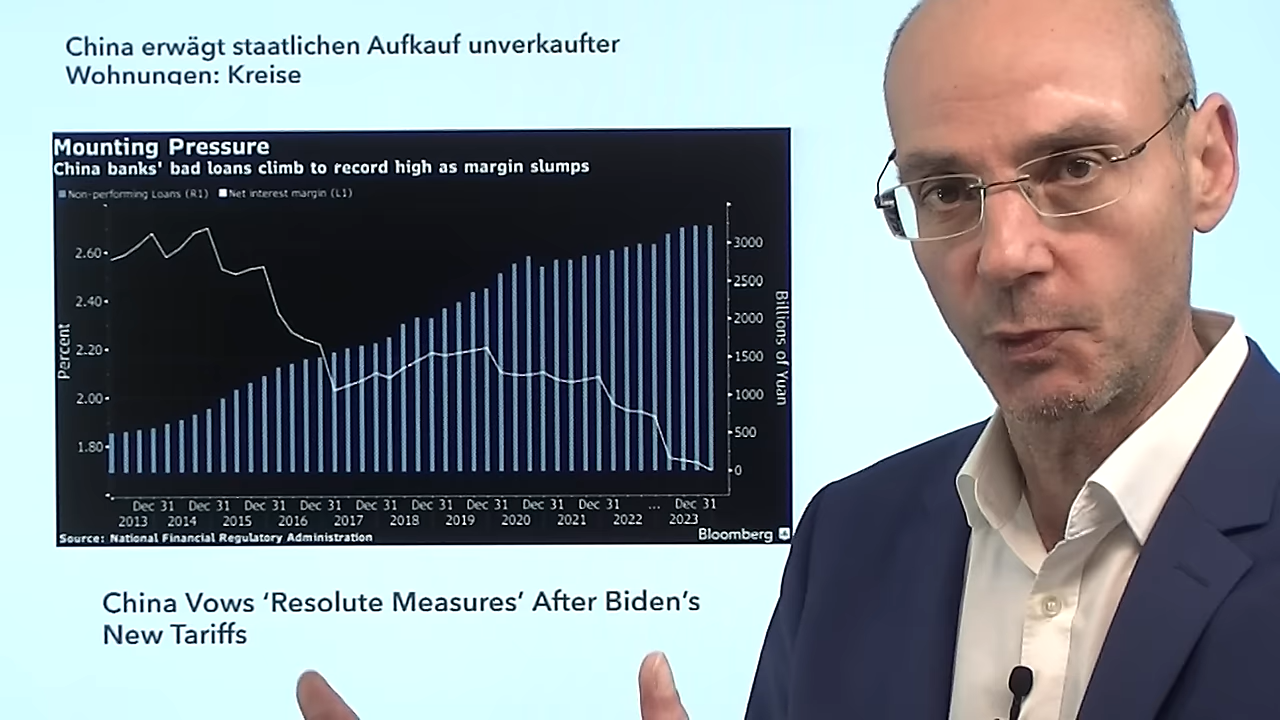 China erwägt staatlichen Aufkauf unverkaufter
Wohnungen: Kreise
Mounting Pressure
China banks' bad loans climb to record high as margin slumps
Non-performing Loans (R1) Net interest margin (L1)
2.60
2.40
2.20
2.00
1.80
Percent
3000
2500
2000
1500
1000
500
0
Billions of Yuan
Dec 31 Dec 31 Dec 31 Dec 31 Dec 31 Dec 31 Dec 31 Dec 31 Dec 31 ... Dec 31
2013 2014 2015 2016 2017 2018 2019 2020 2021 2022 2023
Source: National Financial Regulatory Administration
Bloomberg
China Vows ‘Resolute Measures’ After Biden’s
New Tariffs